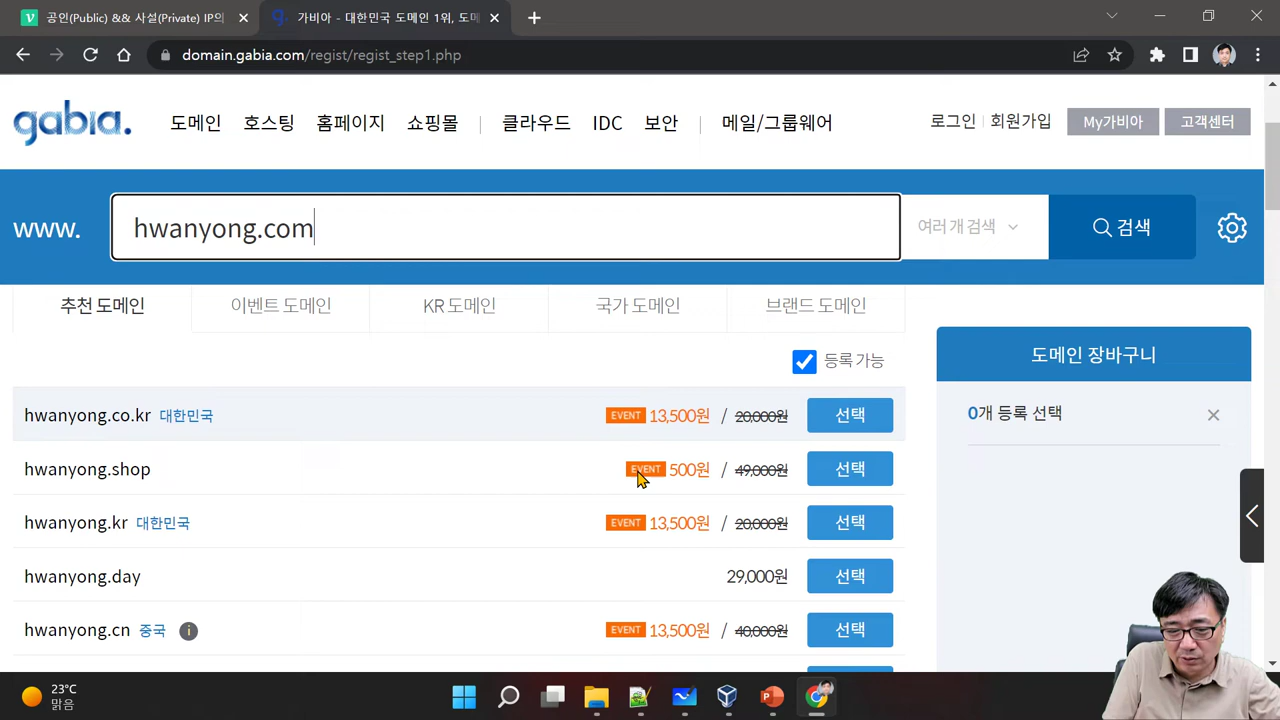 공인(Public) && 사설(Private) IP의
가비아 - 대한민국 도메인 1위, 도메
domain.gabia.com/regist/regist_step1.php
gabia.
도메인 호스팅 홈페이지 쇼핑몰 | 클라우드 IDC 보안 | 메일/그룹웨어
로그인 | 회원가입 My가비아 고객센터
www. hwanyong.com 여러 개 검색 검색
추천 도메인 이벤트 도메인 KR 도메인 국가 도메인 브랜드 도메인
등록 가능
도메인 장바구니
hwanyong.co.kr 대한민국 EVENT 13,500원 / 20,000원 선택
0개 등록 선택
hwanyong.shop EVENT 500원 / 49,000원 선택
hwanyong.kr 대한민국 EVENT 13,500원 / 20,000원 선택
hwanyong.day 29,000원 선택
hwanyong.cn 중국 EVENT 13,500원 / 40,000원 선택
23°C
맑음